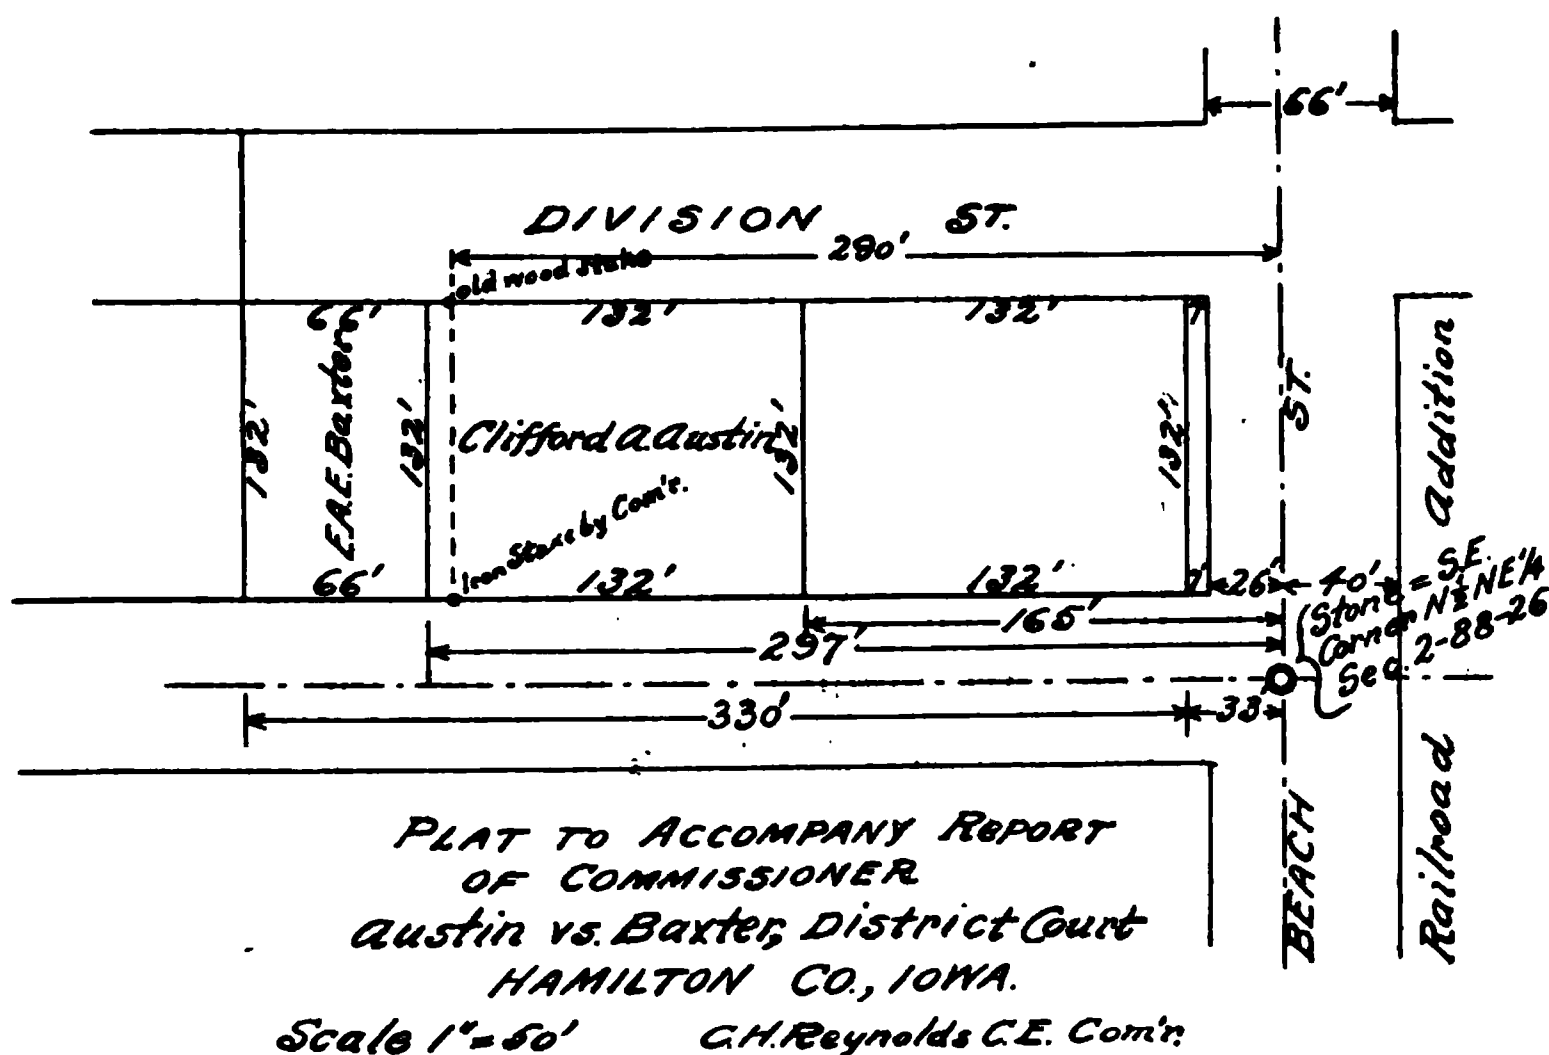 66'
DIVISION ST.
290'
old wood stake
66' 132' 132' 7'
132'
F.A.E. Baxter
132'
Clifford A. Austin
132'
132'
ST.
Addition
Iron Stake by Com'r.
66' 132' 132' 7' 26' 40'
Stone = S.E.
Corner N½ NE¼
Sec. 2-88-26
165'
297'
330' 33'
BEACH
Railroad
PLAT TO ACCOMPANY REPORT
OF COMMISSIONER
Austin vs. Baxter, District Court
HAMILTON CO., IOWA.
Scale 1"=50' C.H. Reynolds C.E. Com'r.